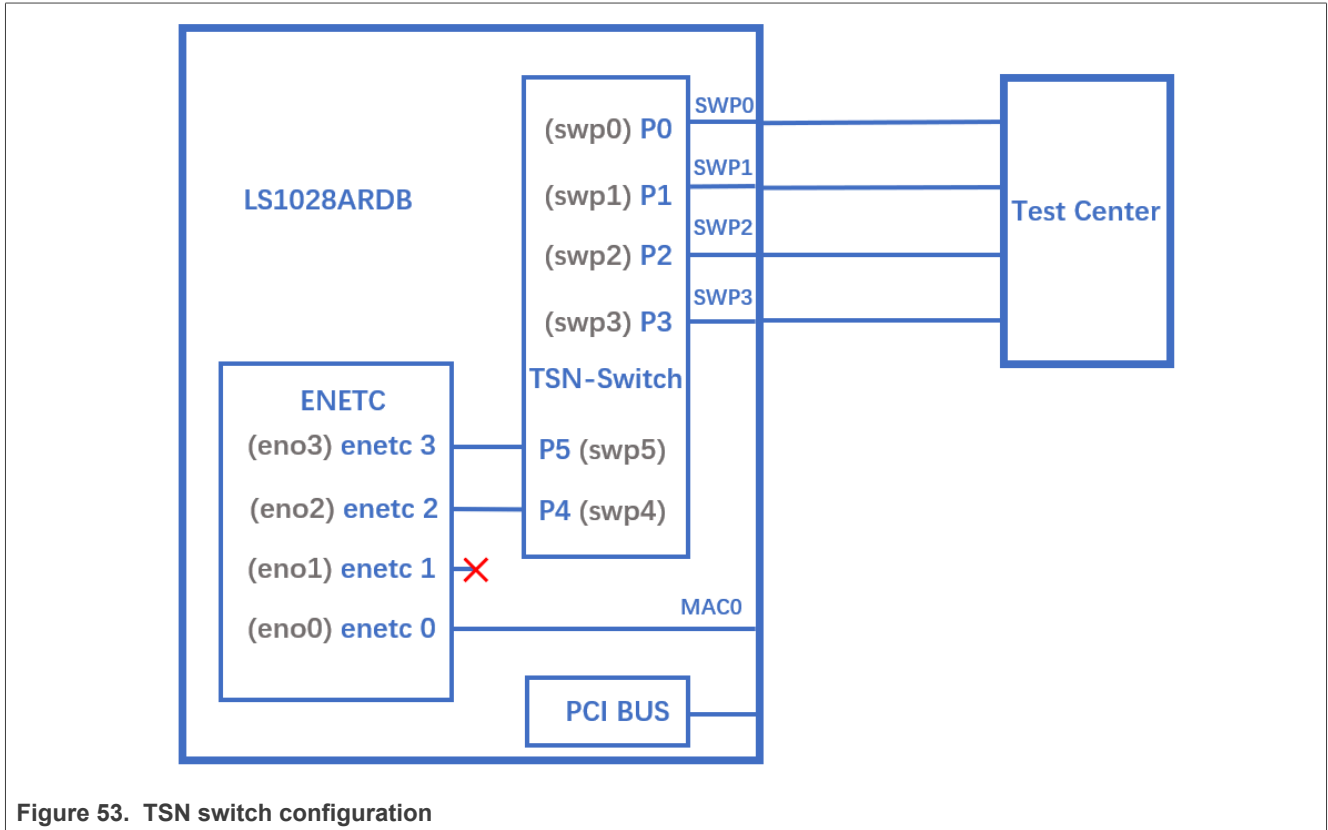 SWP0
(swp0) P0
SWP1
LS1028ARDB
(swp1) P1
Test Center
SWP2
(swp2) P2
SWP3
(swp3) P3
TSN-Switch
ENETC
(eno3) enetc 3
P5 (swp5)
(eno2) enetc 2
P4 (swp4)
(eno1) enetc 1
MAC0
(eno0) enetc 0
PCI BUS
Figure 53. TSN switch configuration